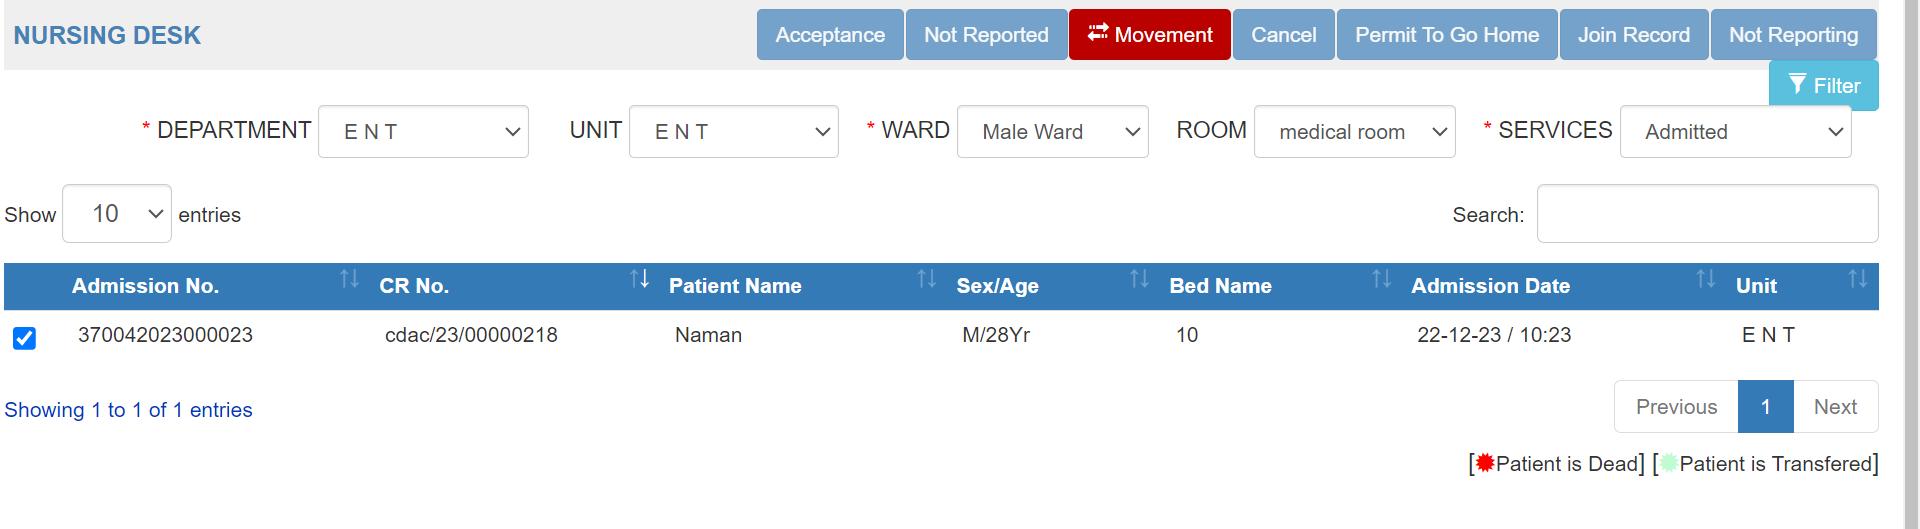 NURSING DESK Acceptance Not Reported Movement Cancel Permit To Go Home Join Record Not Reporting
Filter
* DEPARTMENT E N T UNIT E N T * WARD Male Ward ROOM medical room * SERVICES Admitted
Show 10 entries Search:
Admission No. CR No. Patient Name Sex/Age Bed Name Admission Date Unit
370042023000023 cdac/23/00000218 Naman M/28Yr 10 22-12-23 / 10:23 E N T
Showing 1 to 1 of 1 entries Previous 1 Next
[Patient is Dead] [Patient is Transfered]